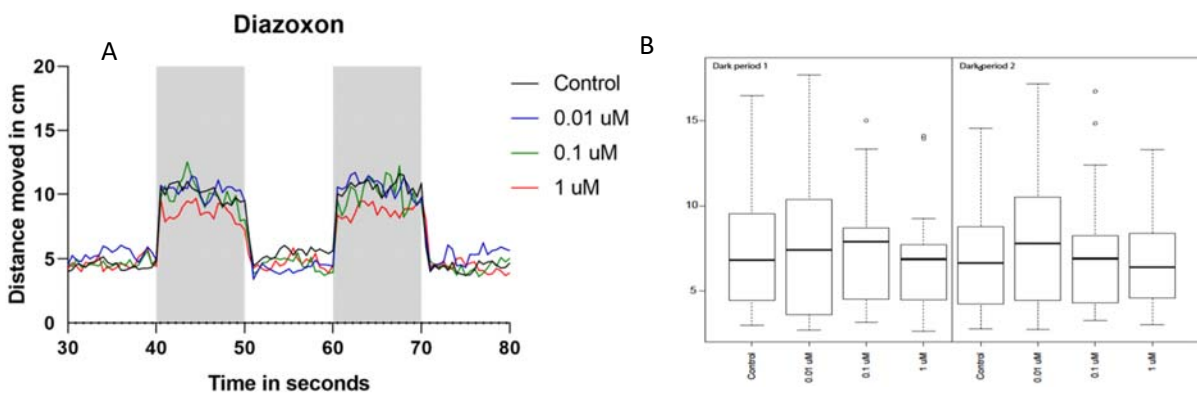 Diazoxon
A
20
15
10
5
0
Distance moved in cm
30
40
50
60
70
80
Time in seconds
Control
0.01 uM
0.1 uM
1 uM
B
Dark period 1
Dark period 2
15
10
5
Control
0.01 uM
0.1 uM
1 uM
Control
0.01 uM
0.1 uM
1 uM